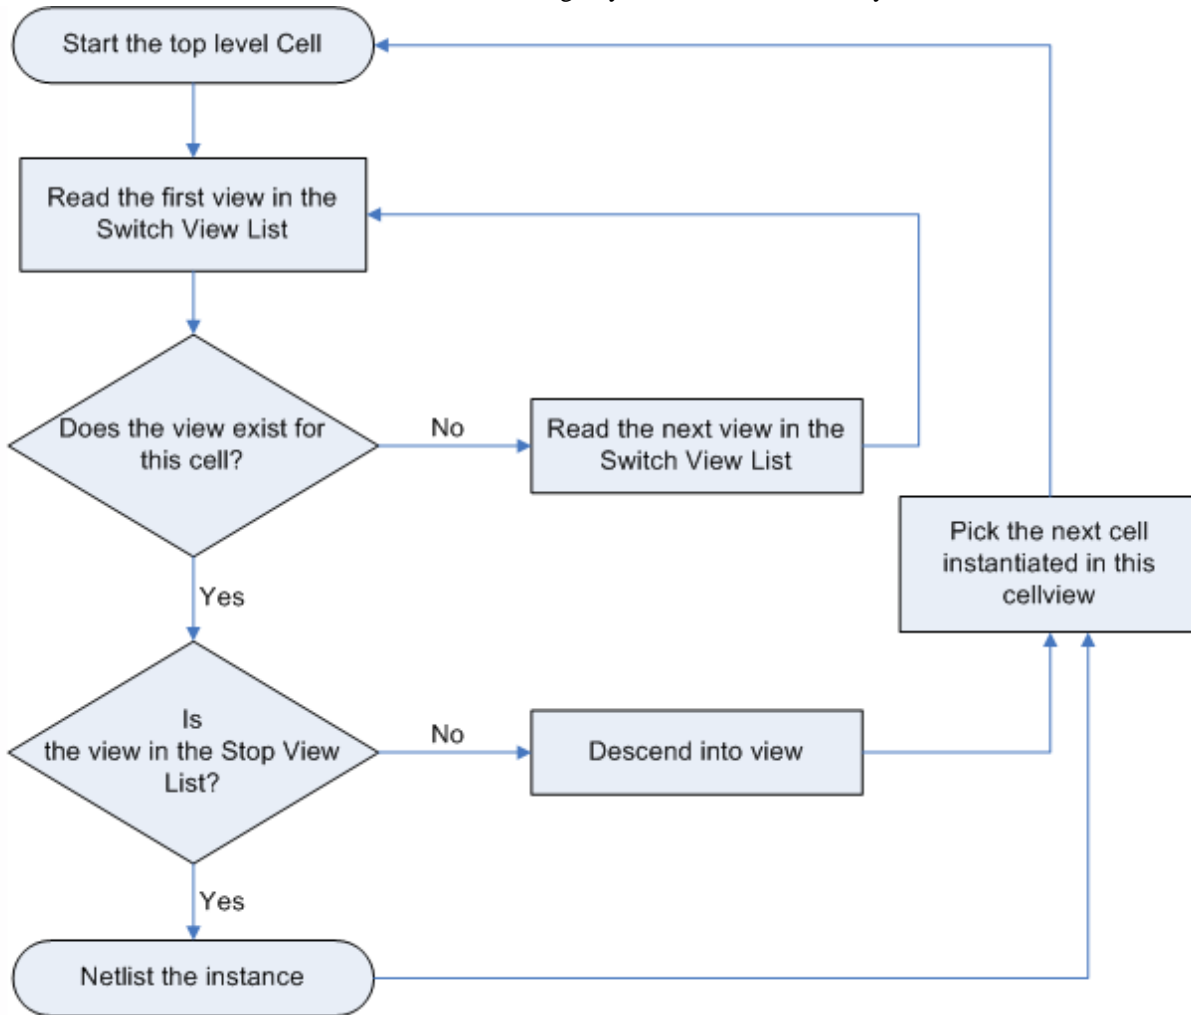 Start the top level Cell
Read the first view in the
Switch View List
Does the view exist for
this cell?
No
Read the next view in the
Switch View List
Pick the next cell
instantiated in this
cellview
Yes
Is
the view in the Stop View
List?
No
Descend into view
Yes
Netlist the instance